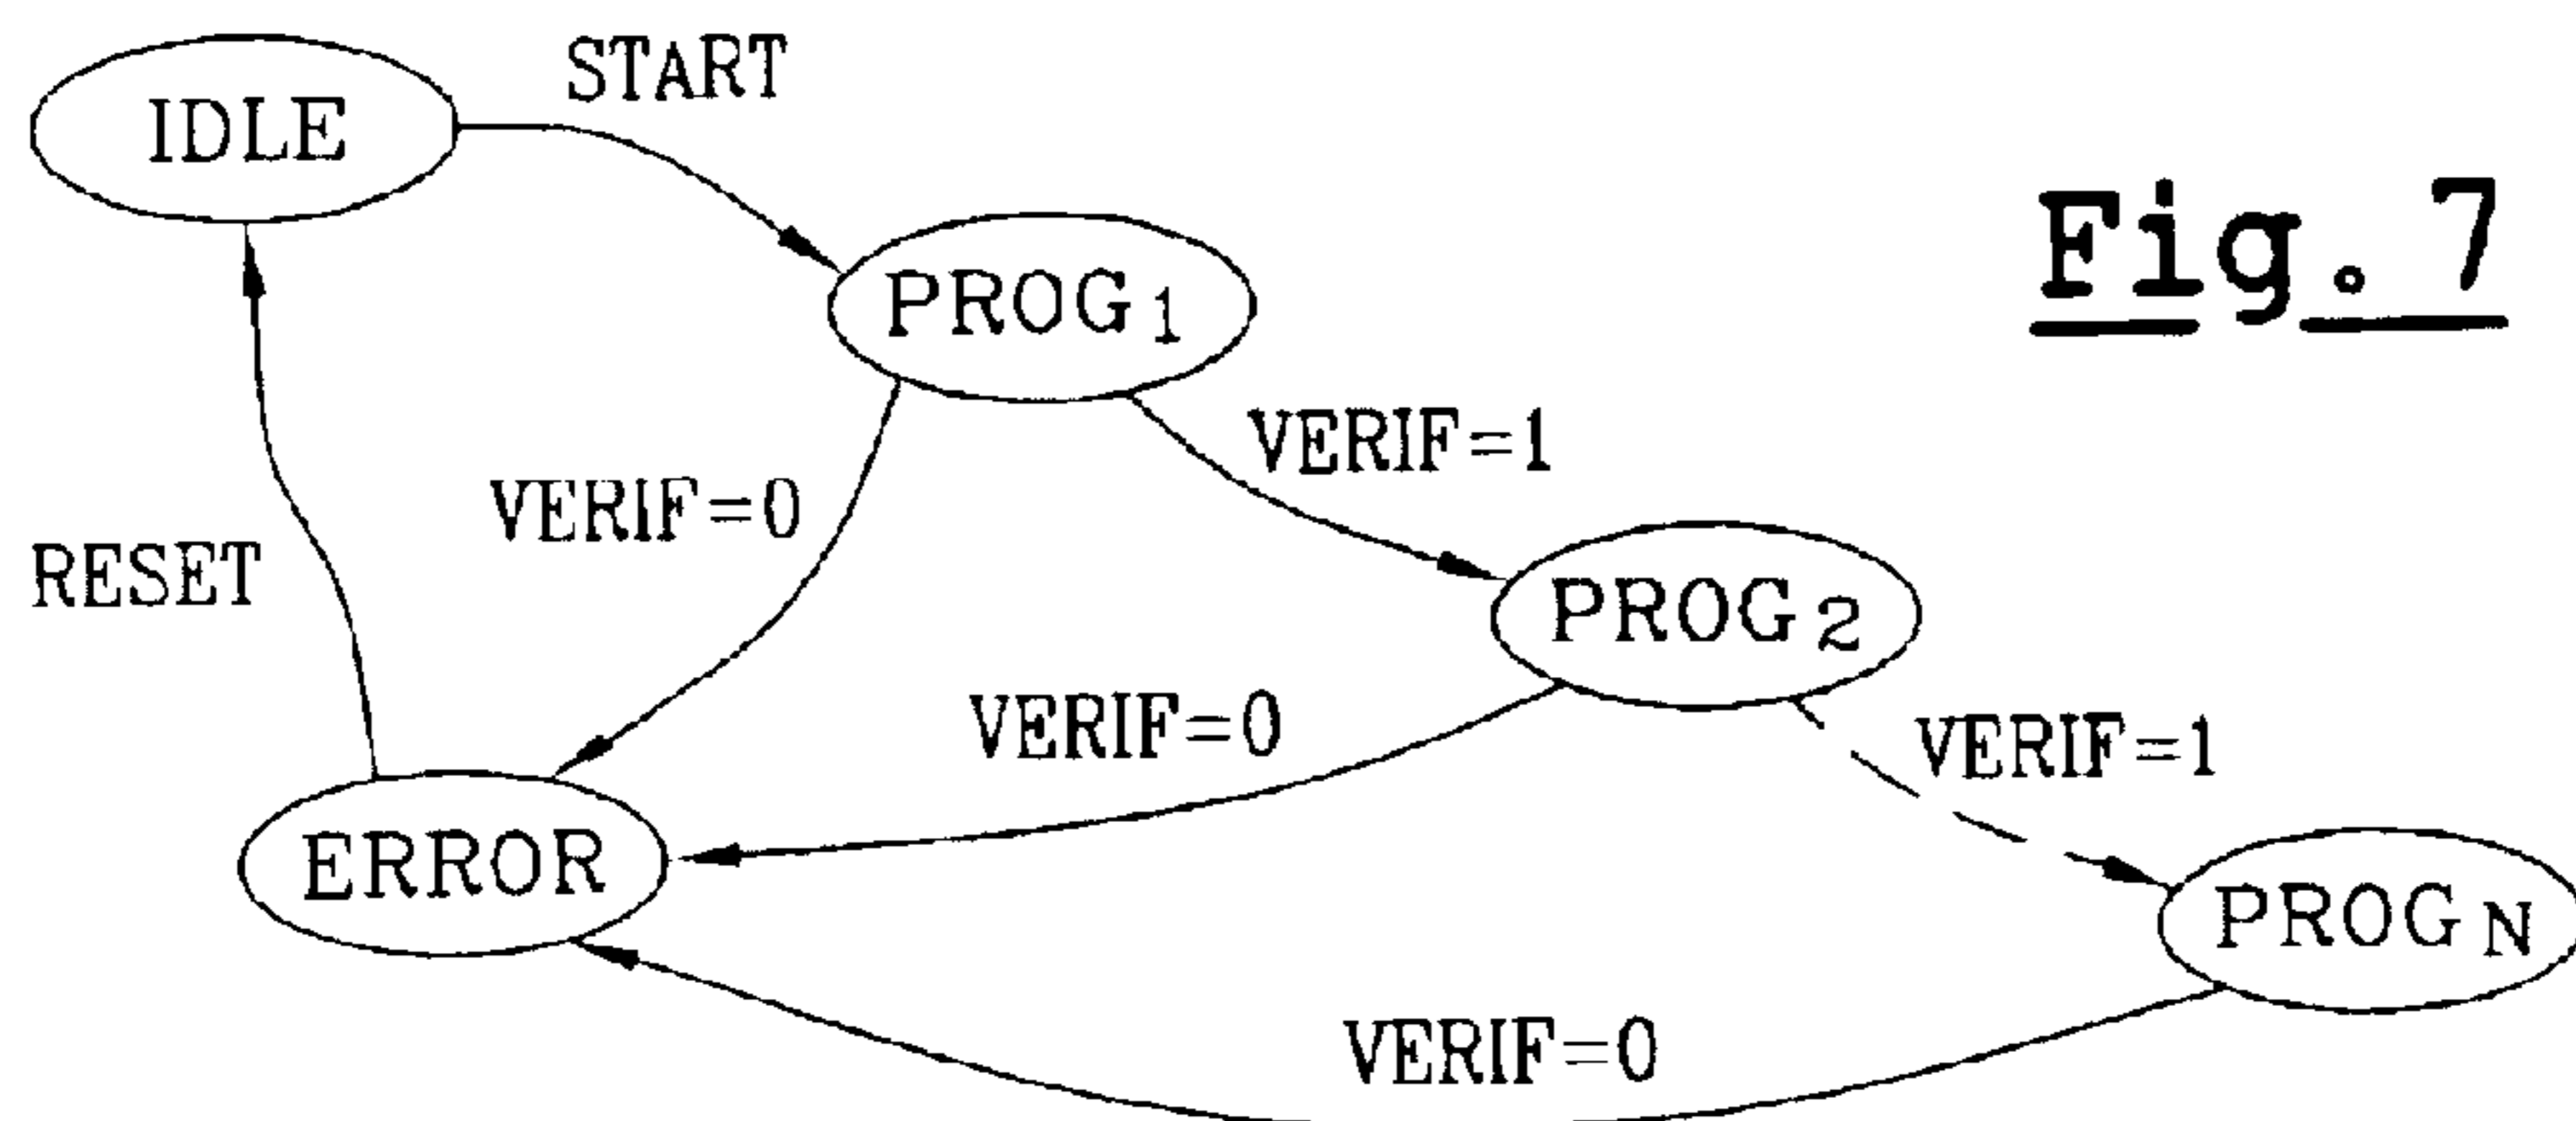 START
IDLE
Fig. 7
PROG1
VERIF=1
VERIF=0
RESET
PROG2
VERIF=0
VERIF=1
ERROR
PROGN
VERIF=0